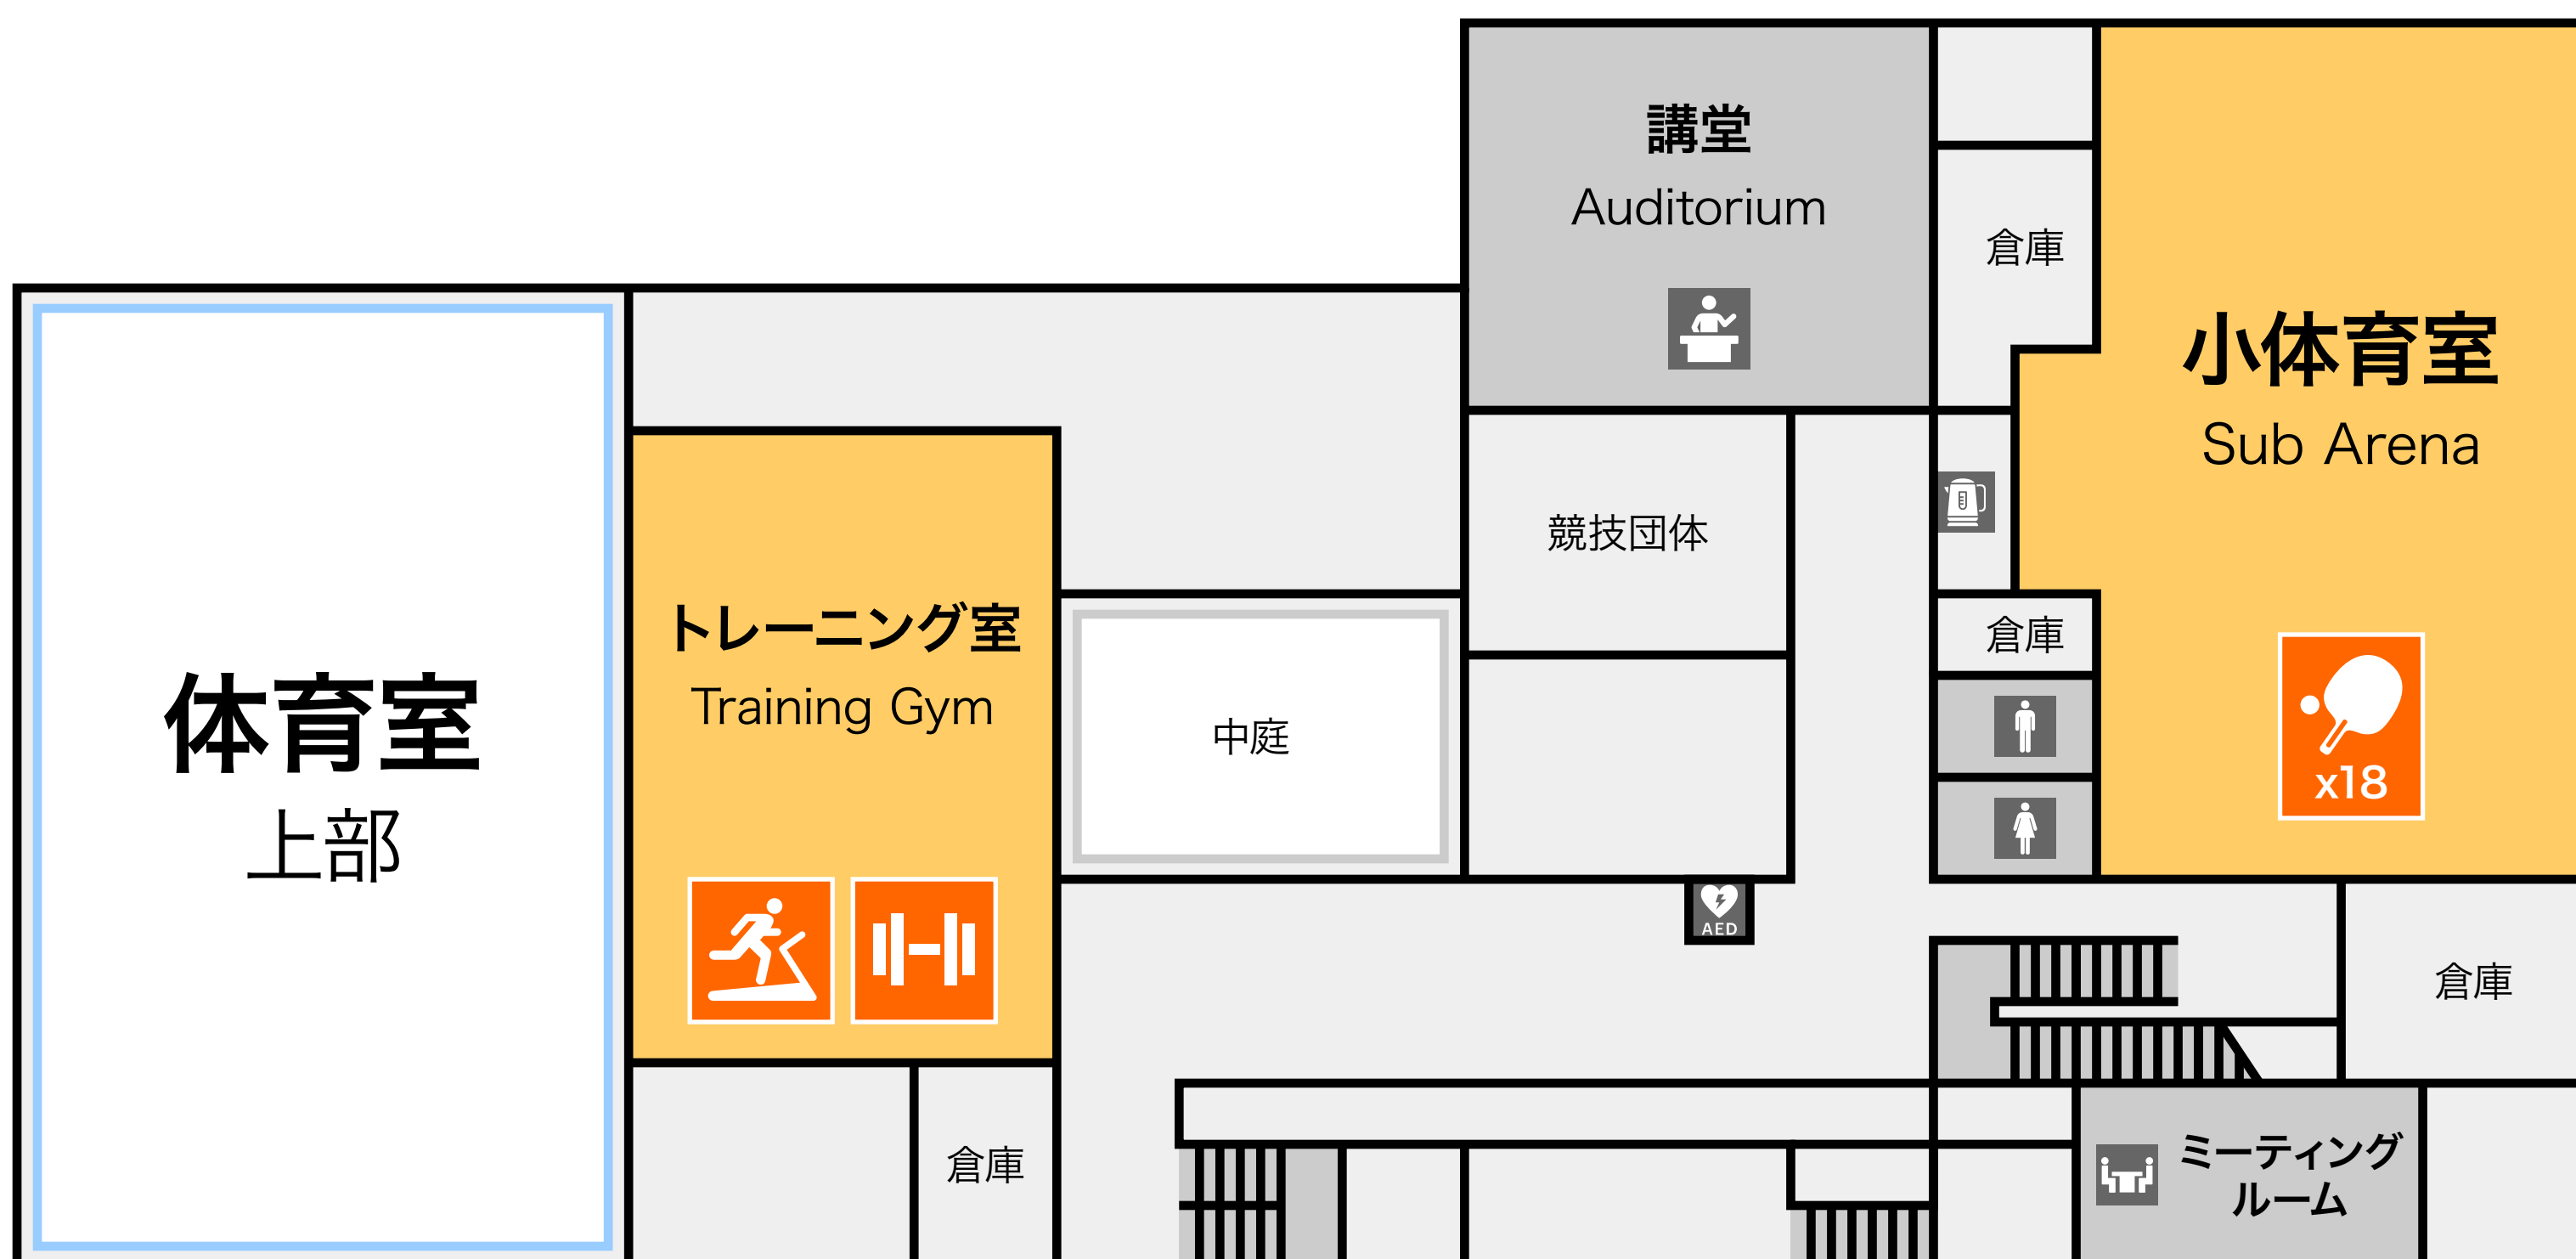 講堂
Auditorium
倉庫
小体育室
Sub Arena
競技団体
トレーニング室
Training Gym
倉庫
体育室
上部
中庭
x18
AED
倉庫
倉庫
ミーティング
ルーム